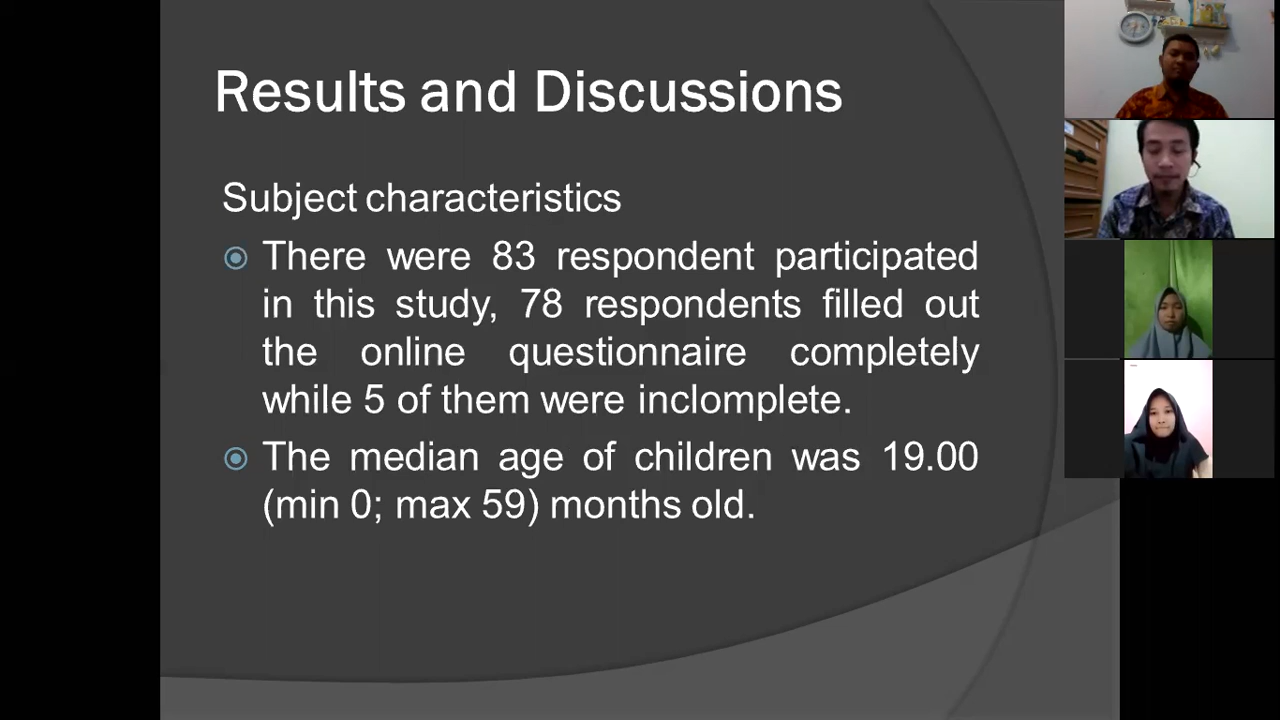 Results and Discussions
Subject characteristics
There were 83 respondent participated
in this study, 78 respondents filled out
the online questionnaire completely
while 5 of them were inclomplete.
The median age of children was 19.00
(min 0; max 59) months old.